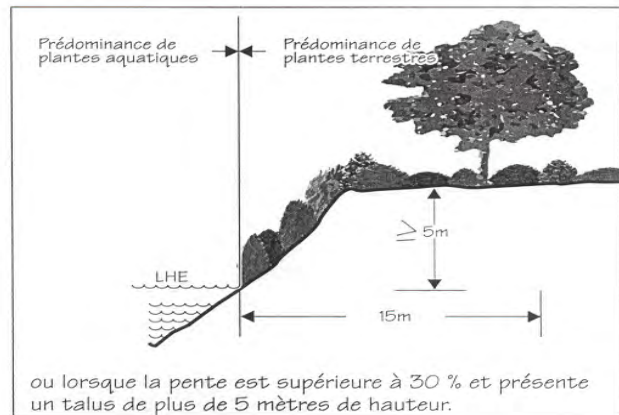 Prédominance de
plantes aquatiques
Prédominance de
plantes terrestres
≥ 5m
LHE
15m
ou lorsque la pente est supérieure à 30 % et présente
un talus de plus de 5 mètres de hauteur.